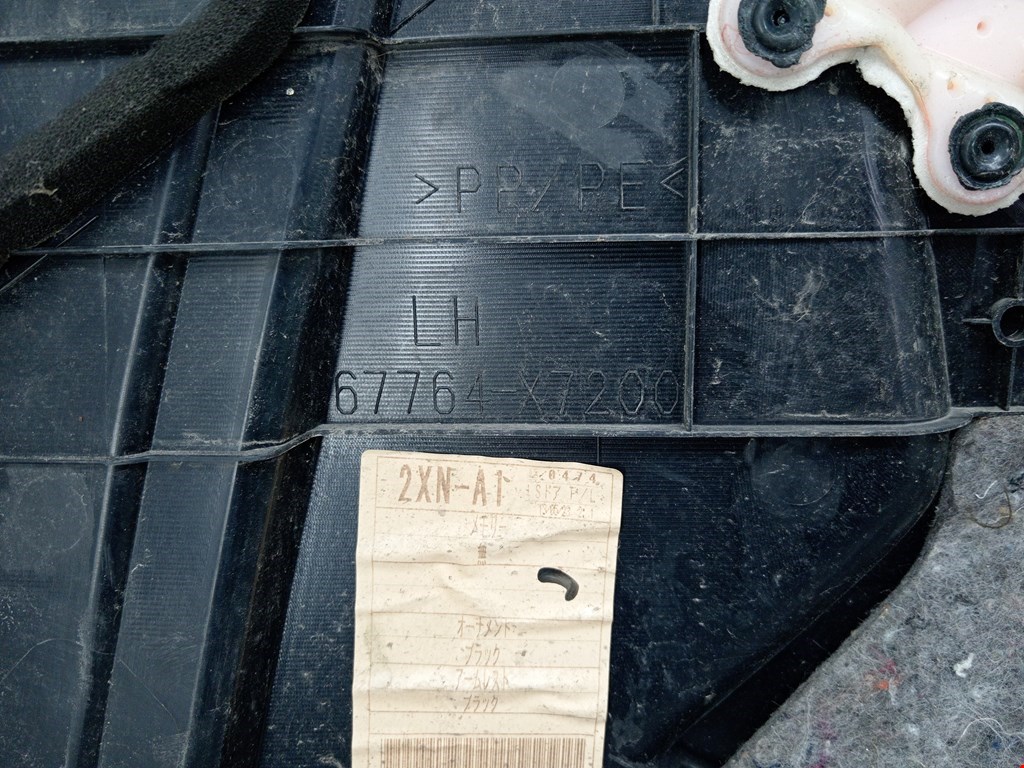 >PP/PE<
LH
67764-X7200
2XN-A1
メモリー
オーナメント
ブラック
アームレスト
ブラック